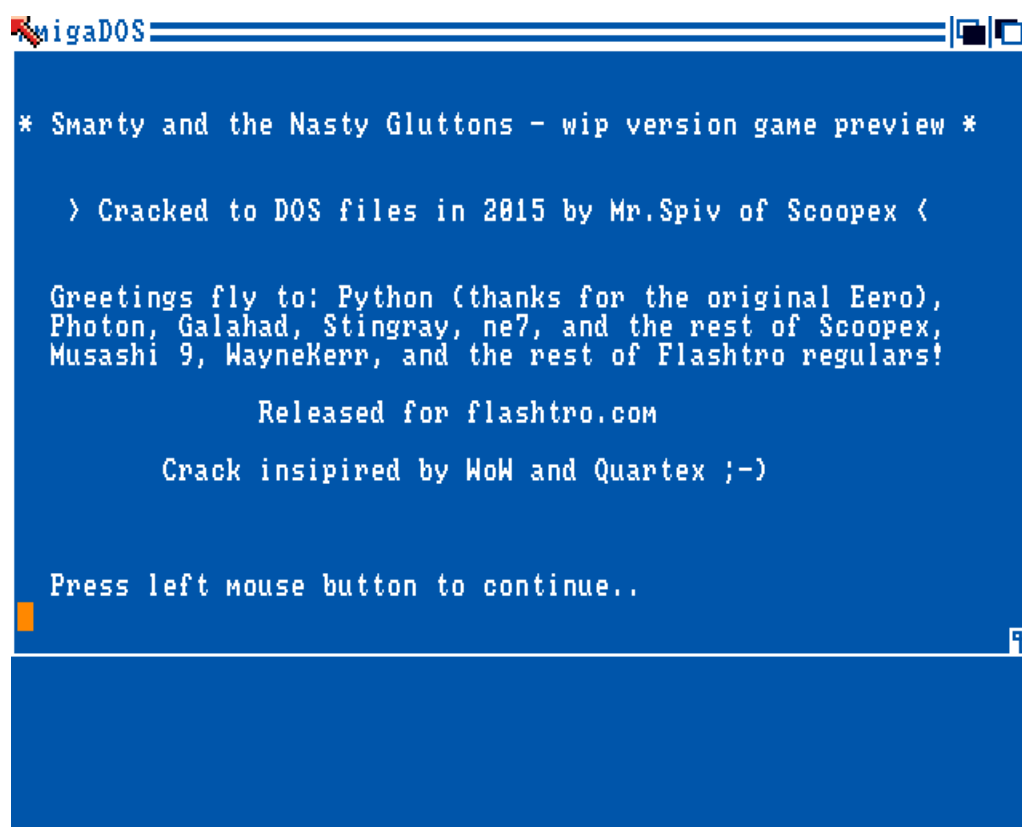 AmigaDOS
* Smarty and the Nasty Gluttons - wip version game preview *
> Cracked to DOS files in 2015 by Mr.Spiv of Scoopex <
Greetings fly to: Python (thanks for the original Eero),
Photon, Galahad, Stingray, ne7, and the rest of Scoopex,
Musashi 9, WayneKerr, and the rest of Flashtro regulars!
Released for flashtro.com
Crack insipired by WoW and Quartex ;-)
Press left mouse button to continue..